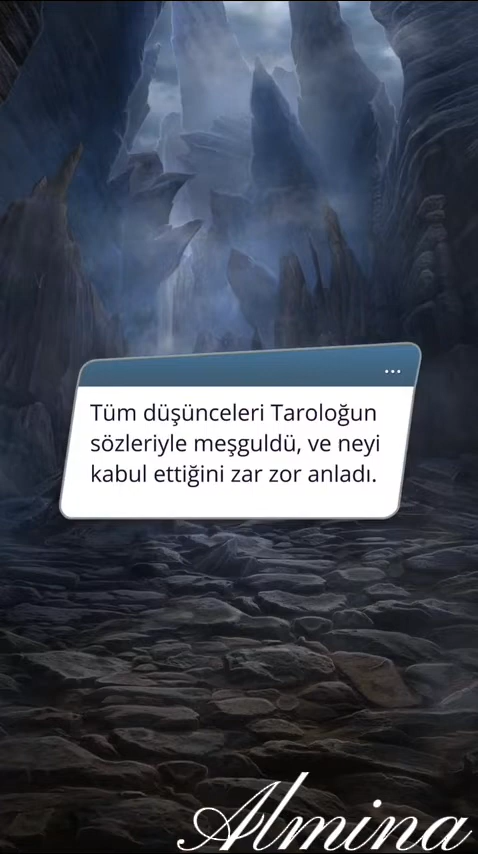 ...
Tüm düşünceleri Taroloğun
sözleriyle meşguldü, ve neyi
kabul ettiğini zar zor anladı.
Almina